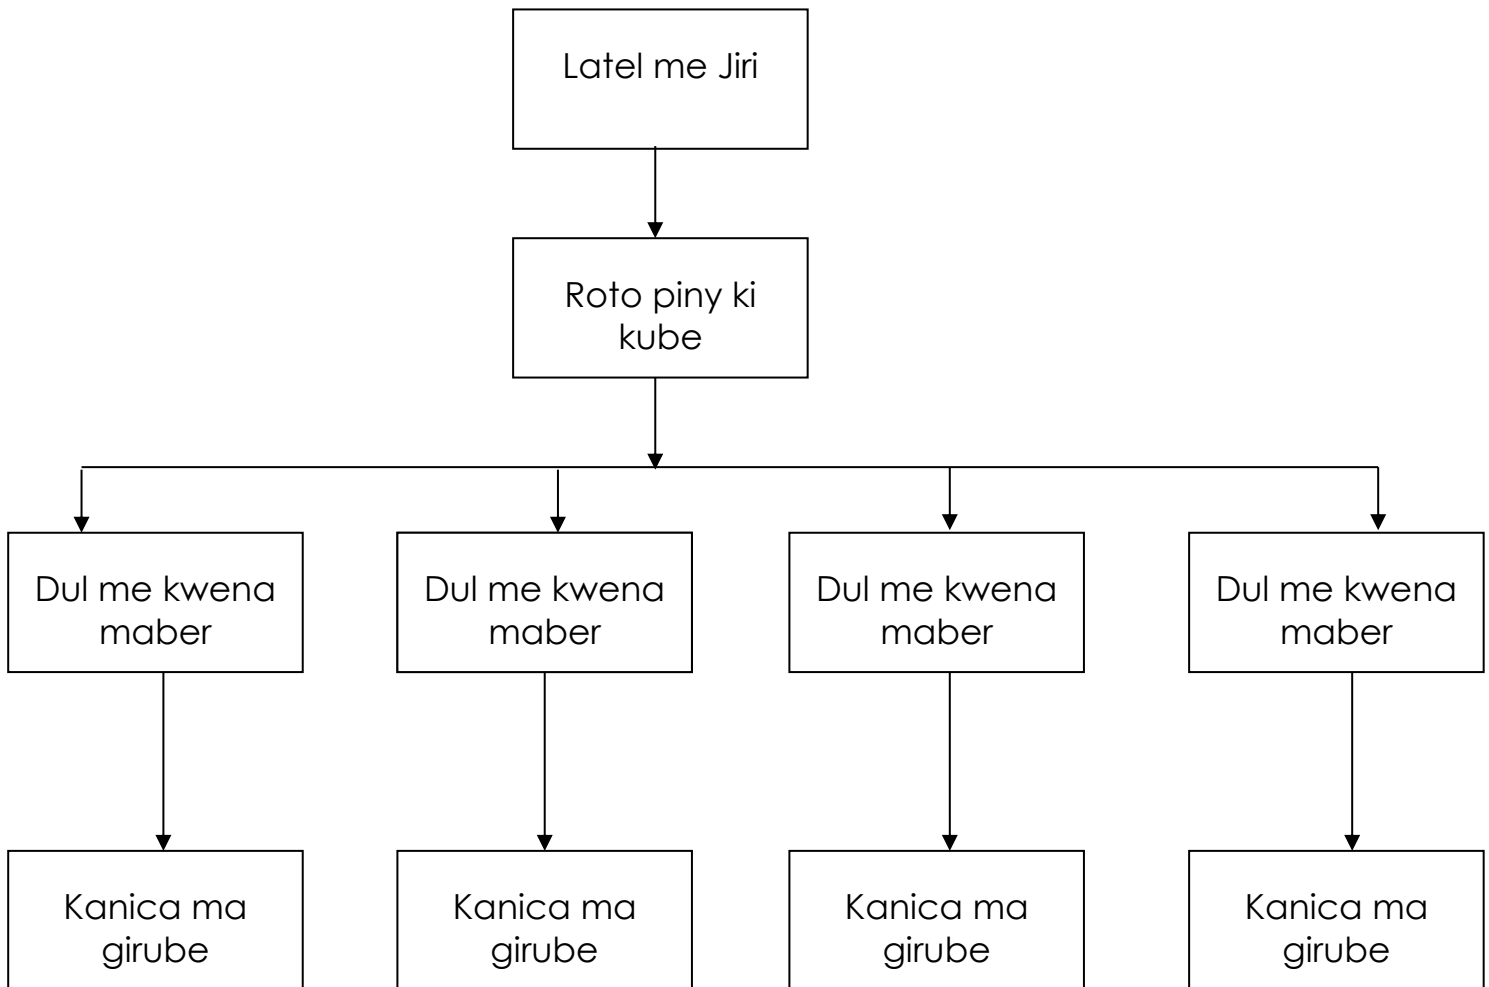 Latel me Jiri
Roto piny ki
kube
Dul me kwena
maber
Dul me kwena
maber
Dul me kwena
maber
Dul me kwena
maber
Kanica ma
girube
Kanica ma
girube
Kanica ma
girube
Kanica ma
girube